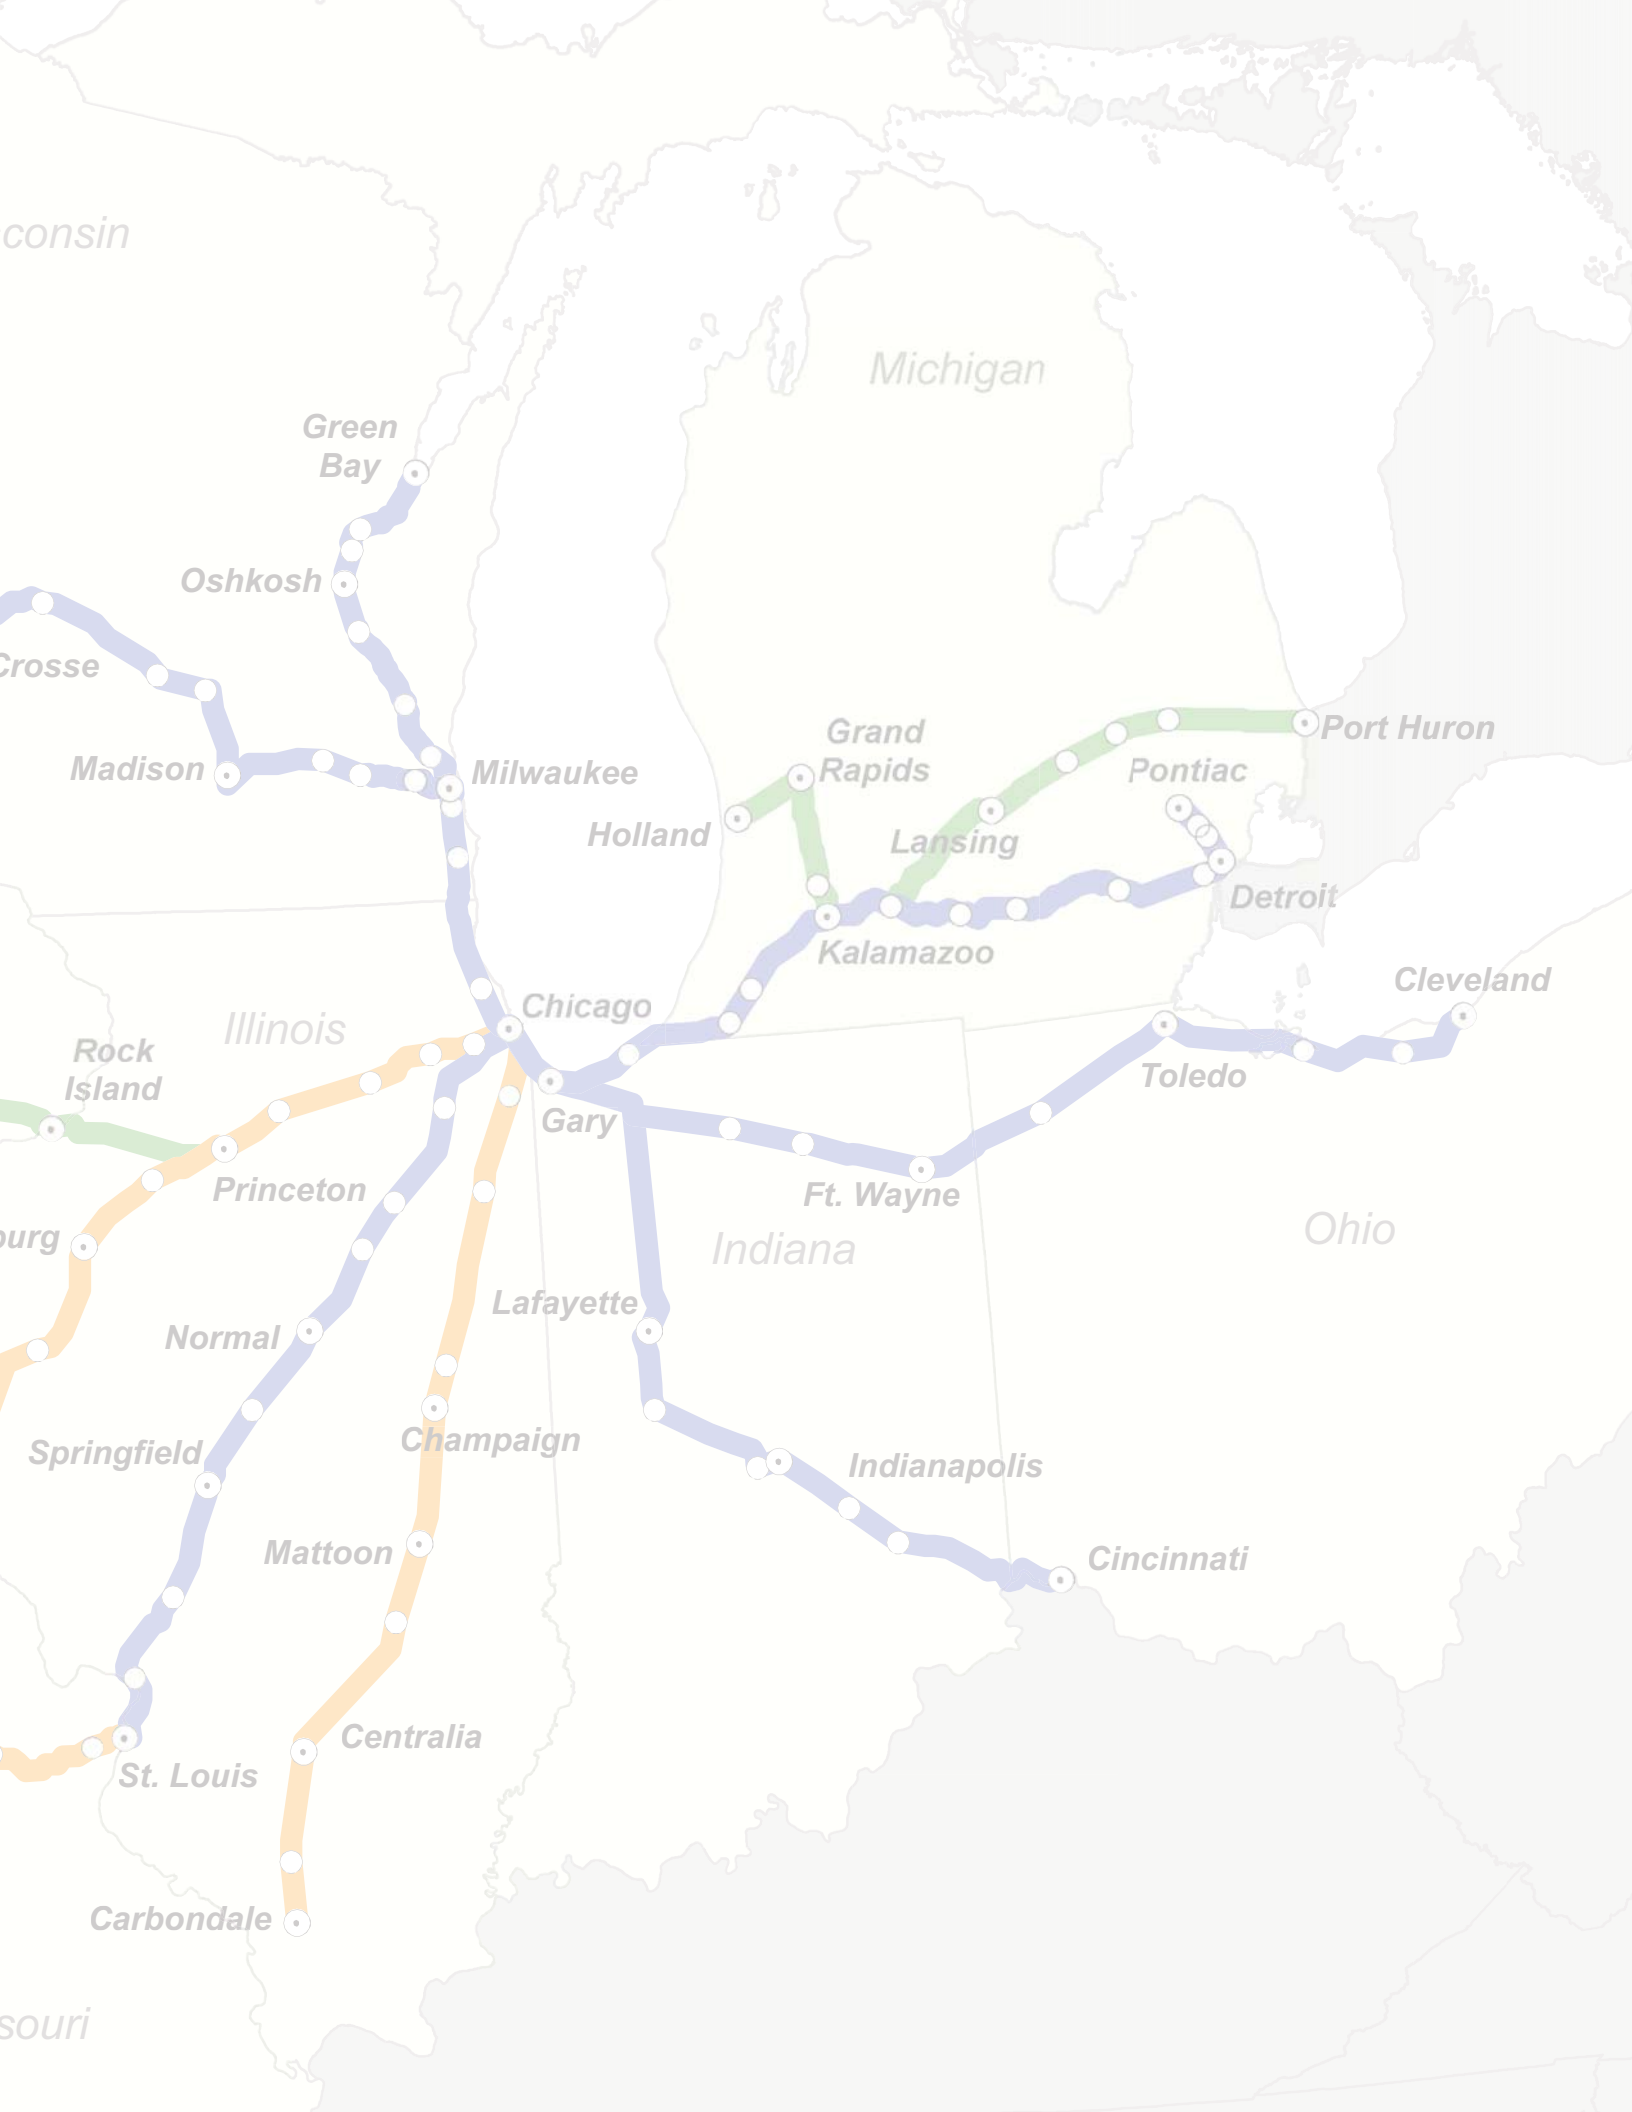 consin
Michigan
Green
Bay
Oshkosh
Crosse
Madison
Milwaukee
Grand
Rapids
Port Huron
Pontiac
Holland
Lansing
Detroit
Kalamazoo
Cleveland
Chicago
Illinois
Rock
Island
Toledo
Gary
Princeton
Ft. Wayne
burg
Indiana
Ohio
Lafayette
Normal
Champaign
Springfield
Indianapolis
Mattoon
Cincinnati
Centralia
St. Louis
Carbondale
souri